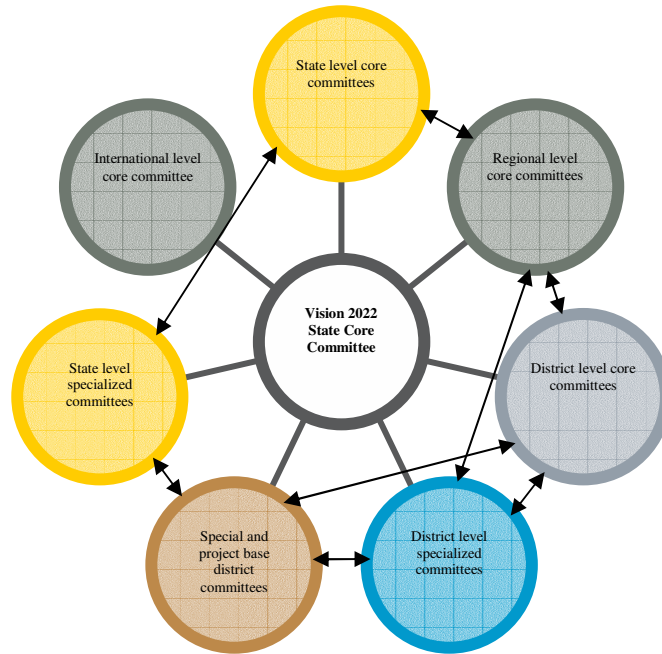 State level core
committees
International level
core committee
Regional level
core committees
Vision 2022
State Core
Committee
State level
specialized
committees
District level core
committees
Special and
project base
district
committees
District level
specialized
committees